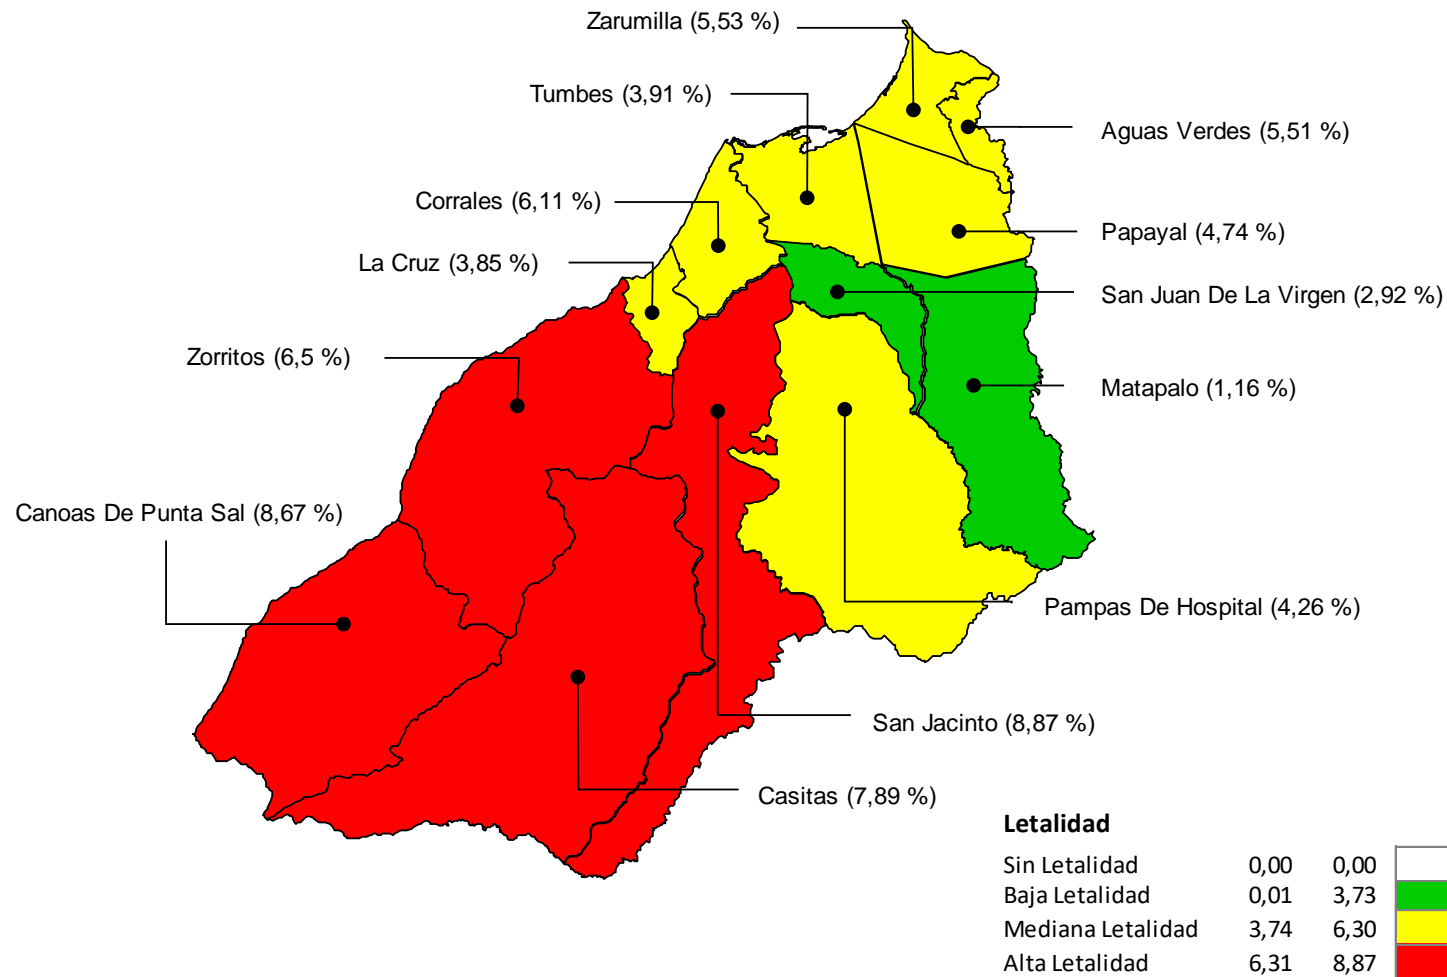 Zarumilla (5,53 %)
Tumbes (3,91 %)
Aguas Verdes (5,51 %)
Corrales (6,11 %)
Papayal (4,74 %)
La Cruz (3,85 %)
San Juan De La Virgen (2,92 %)
Zorritos (6,5 %)
Matapalo (1,16 %)
Canoas De Punta Sal (8,67 %)
Pampas De Hospital (4,26 %)
San Jacinto (8,87 %)
Casitas (7,89 %)
Letalidad
Sin Letalidad 0,00 0,00
Baja Letalidad 0,01 3,73
Mediana Letalidad 3,74 6,30
Alta Letalidad 6,31 8,87